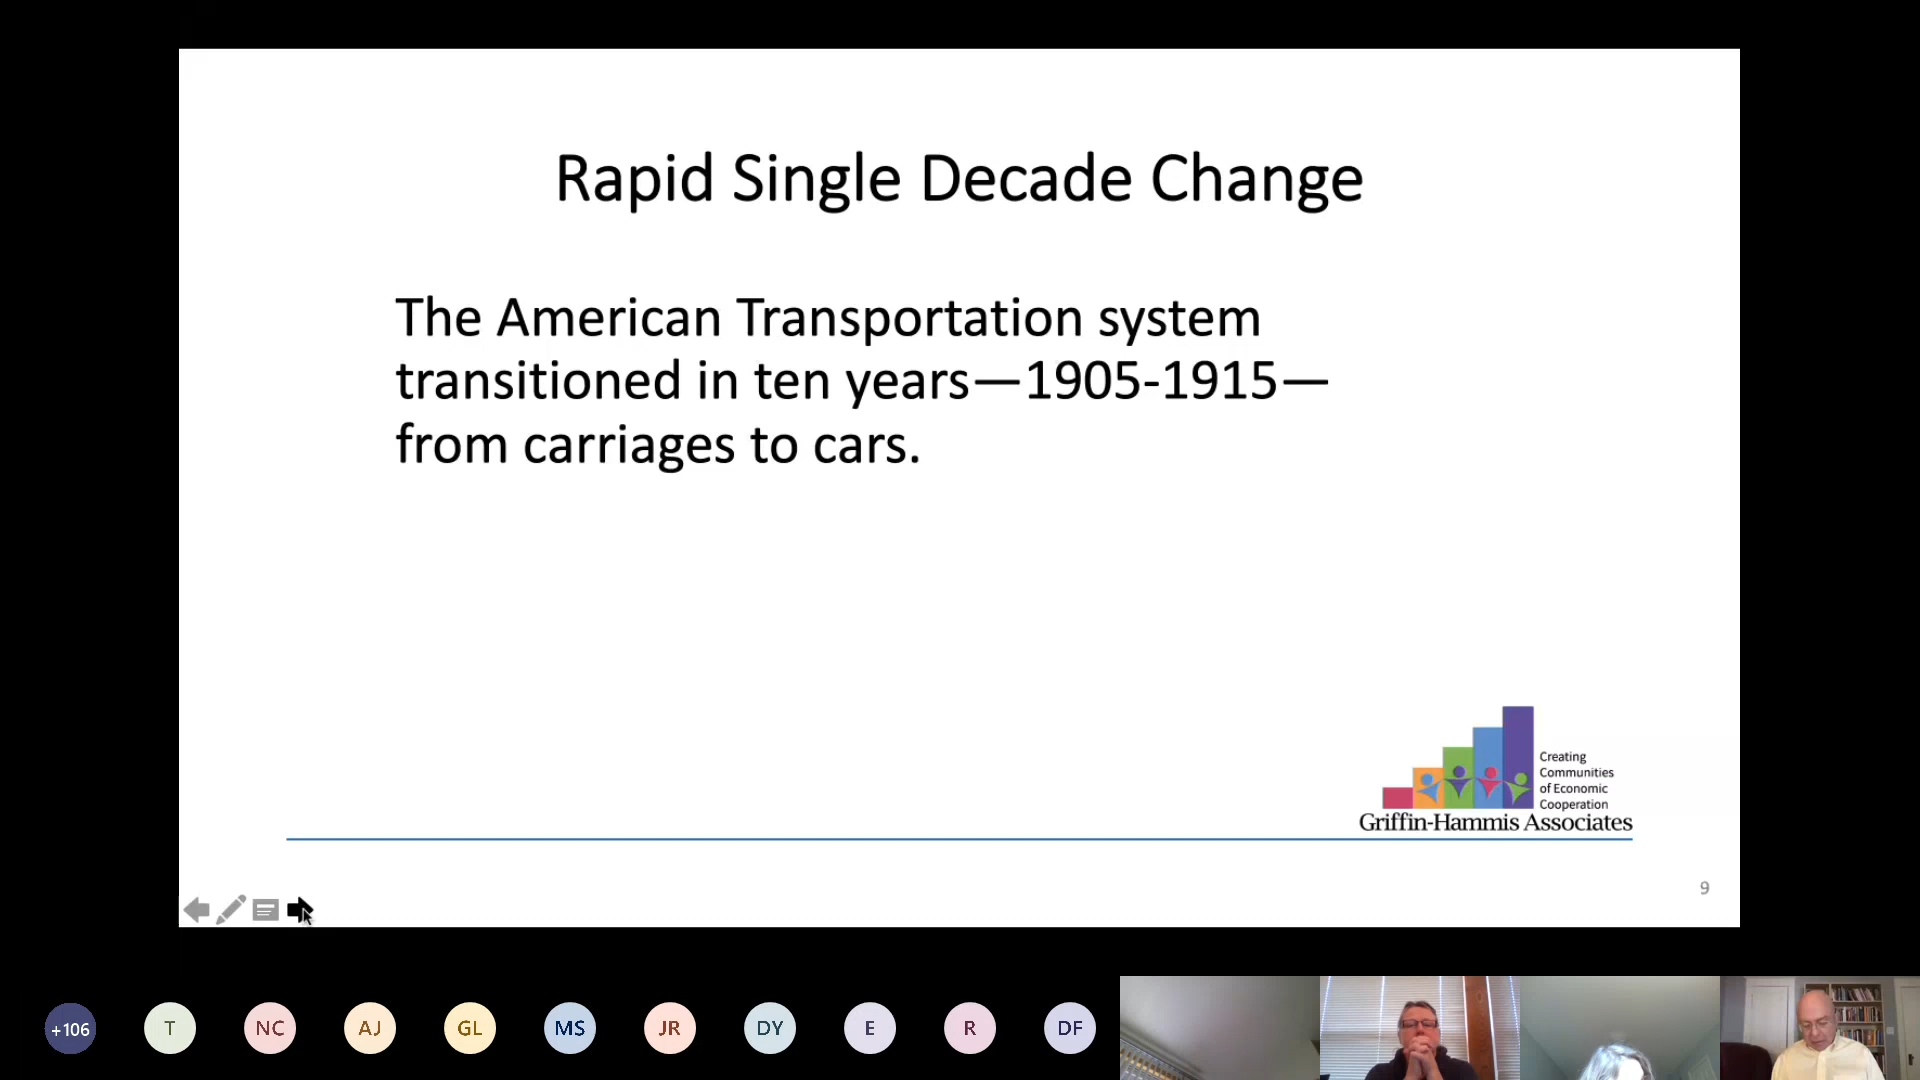 Rapid Single Decade Change
The American Transportation system
transitioned in ten years—1905-1915—
from carriages to cars.
Creating
Communities
of Economic
Cooperation
Griffin-Hammis Associates
9
+106
T
NC
AJ
GL
MS
JR
DY
E
R
DF